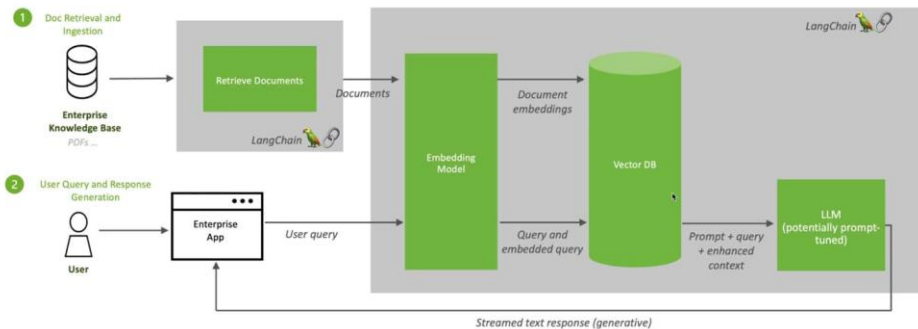 1
Doc Retrieval and
Ingestion
LangChain
Retrieve Documents
Documents
Document
embeddings
Enterprise
Knowledge Base
PDFs ...
LangChain
Embedding
Model
Vector DB
2
User Query and Response
Generation
Enterprise
App
User query
Query and
embedded query
Prompt + query
+ enhanced
context
LLM
(potentially prompt-
tuned)
User
Streamed text response (generative)